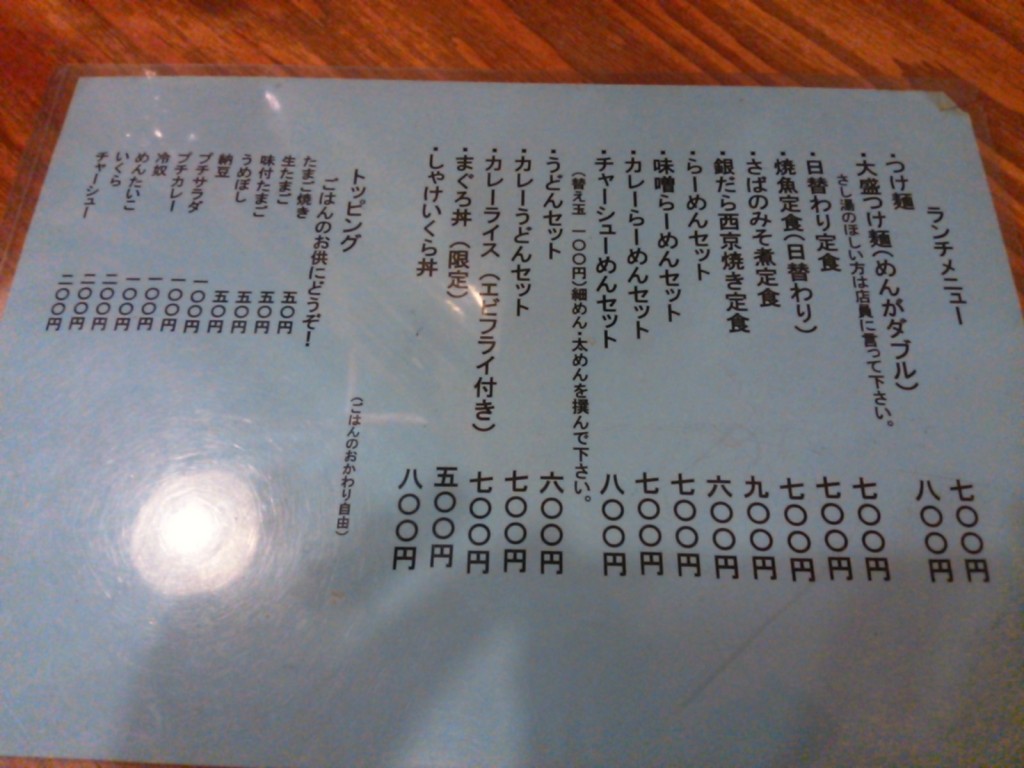 ランチメニュー
・つけ麺 七〇〇円
・大盛つけ麺(めんがダブル) 八〇〇円
さし湯のほしい方は店員に言って下さい。
・日替わり定食 七〇〇円
・焼魚定食(日替わり) 七〇〇円
・さばのみそ煮定食 七〇〇円
・銀だら西京焼き定食 九〇〇円
・らーめんセット 六〇〇円
・味噌らーめんセット 七〇〇円
・カレーらーめんセット 七〇〇円
・チャーシューめんセット 八〇〇円
(替え玉 一〇〇円)細めん・太めんを撰んで下さい。
・うどんセット 六〇〇円
・カレーうどんセット 七〇〇円
・カレーライス(エビフライ付き) 七〇〇円
・まぐろ丼(限定) 五〇〇円
・しゃけいくら丼 八〇〇円
(ごはんのおかわり自由)
トッピング
ごはんのお供にどうぞ!
たまご焼き 五〇円
生たまご 五〇円
味付たまご 五〇円
うめぼし 五〇円
納豆 一〇〇円
プチサラダ 一〇〇円
プチカレー 一〇〇円
冷奴 一〇〇円
めんたいこ 二〇〇円
いくら 二〇〇円
チャーシュー 二〇〇円